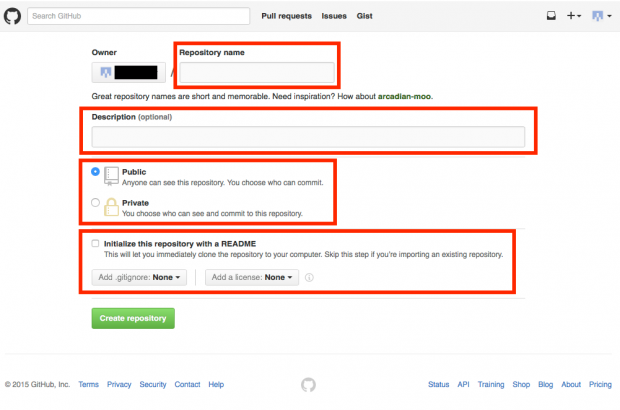 Search GitHub
Pull requests Issues Gist
Owner Repository name
/
Great repository names are short and memorable. Need inspiration? How about arcadian-moo.
Description (optional)
Public
Anyone can see this repository. You choose who can commit.
Private
You choose who can see and commit to this repository.
Initialize this repository with a README
This will let you immediately clone the repository to your computer. Skip this step if you're importing an existing repository.
Add .gitignore: None Add a license: None
Create repository
© 2015 GitHub, Inc. Terms Privacy Security Contact Help Status API Training Shop Blog About Pricing